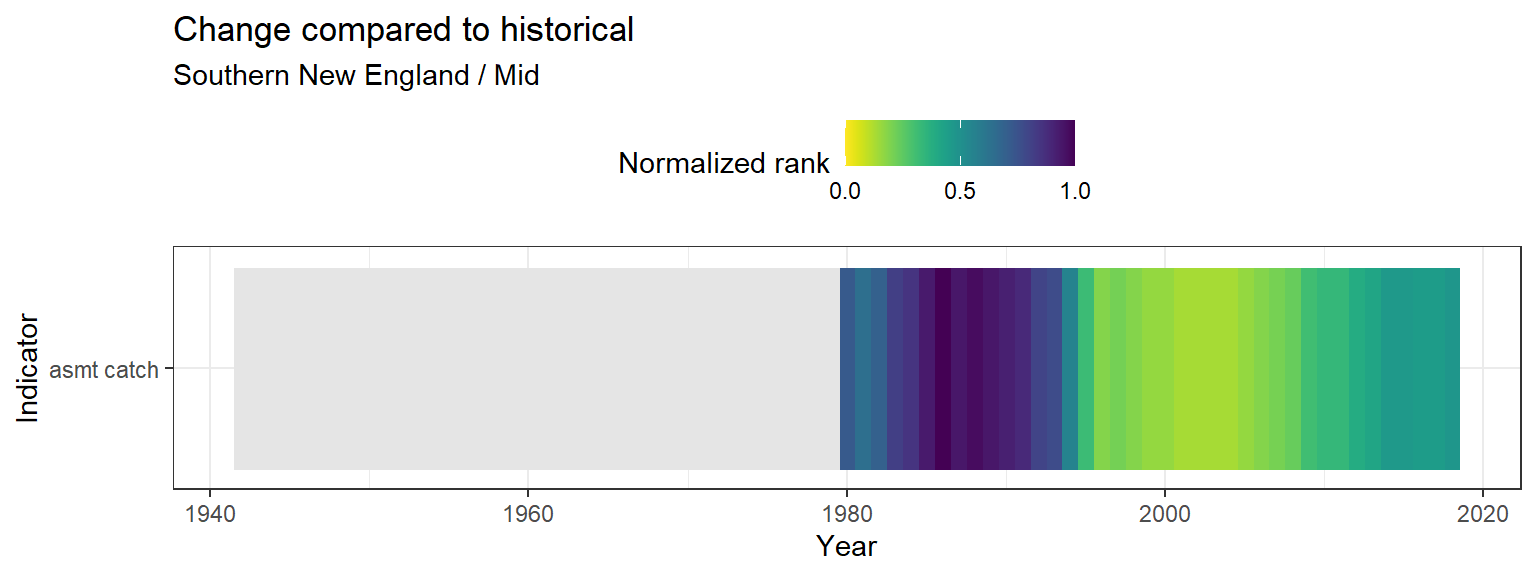 Change compared to historical
Southern New England / Mid
Normalized rank
0.0 0.5 1.0
Indicator
asmt catch
1940 1960 1980 2000 2020
Year